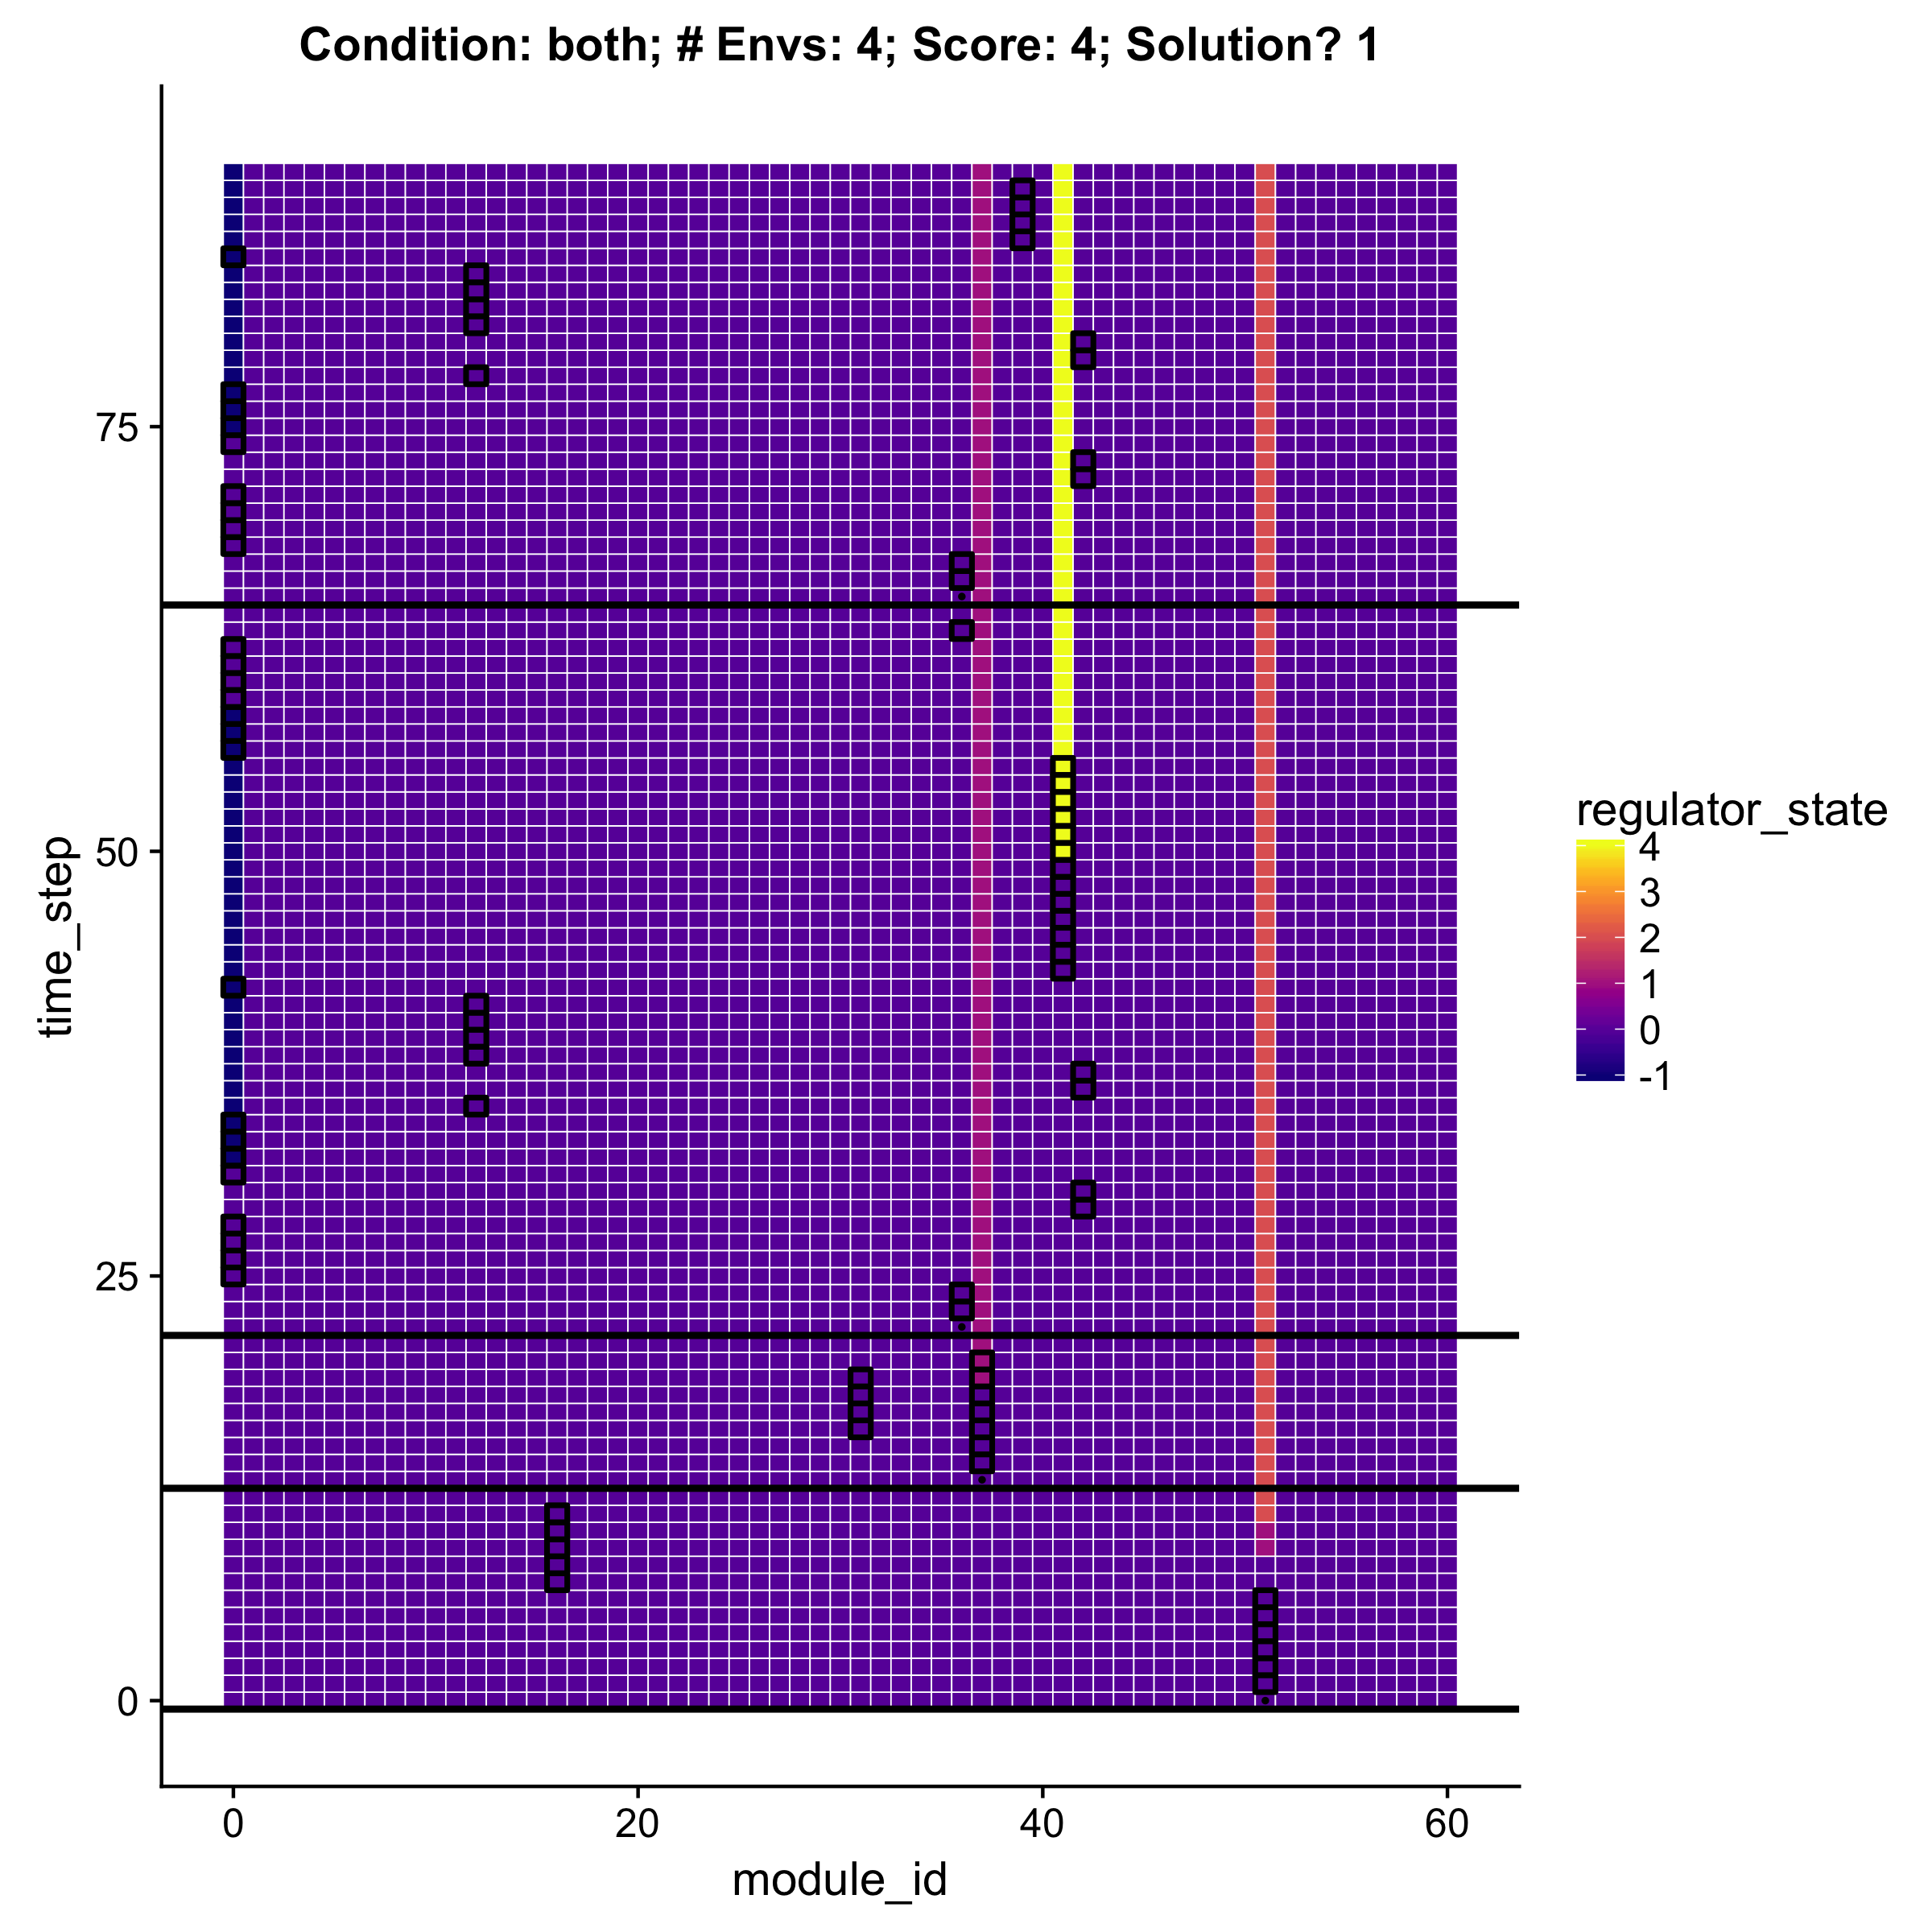 Condition: both; # Envs: 4; Score: 4; Solution? 1
75
50
25
0
time_step
0 20 40 60
module_id
regulator_state
4
3
2
1
0
-1